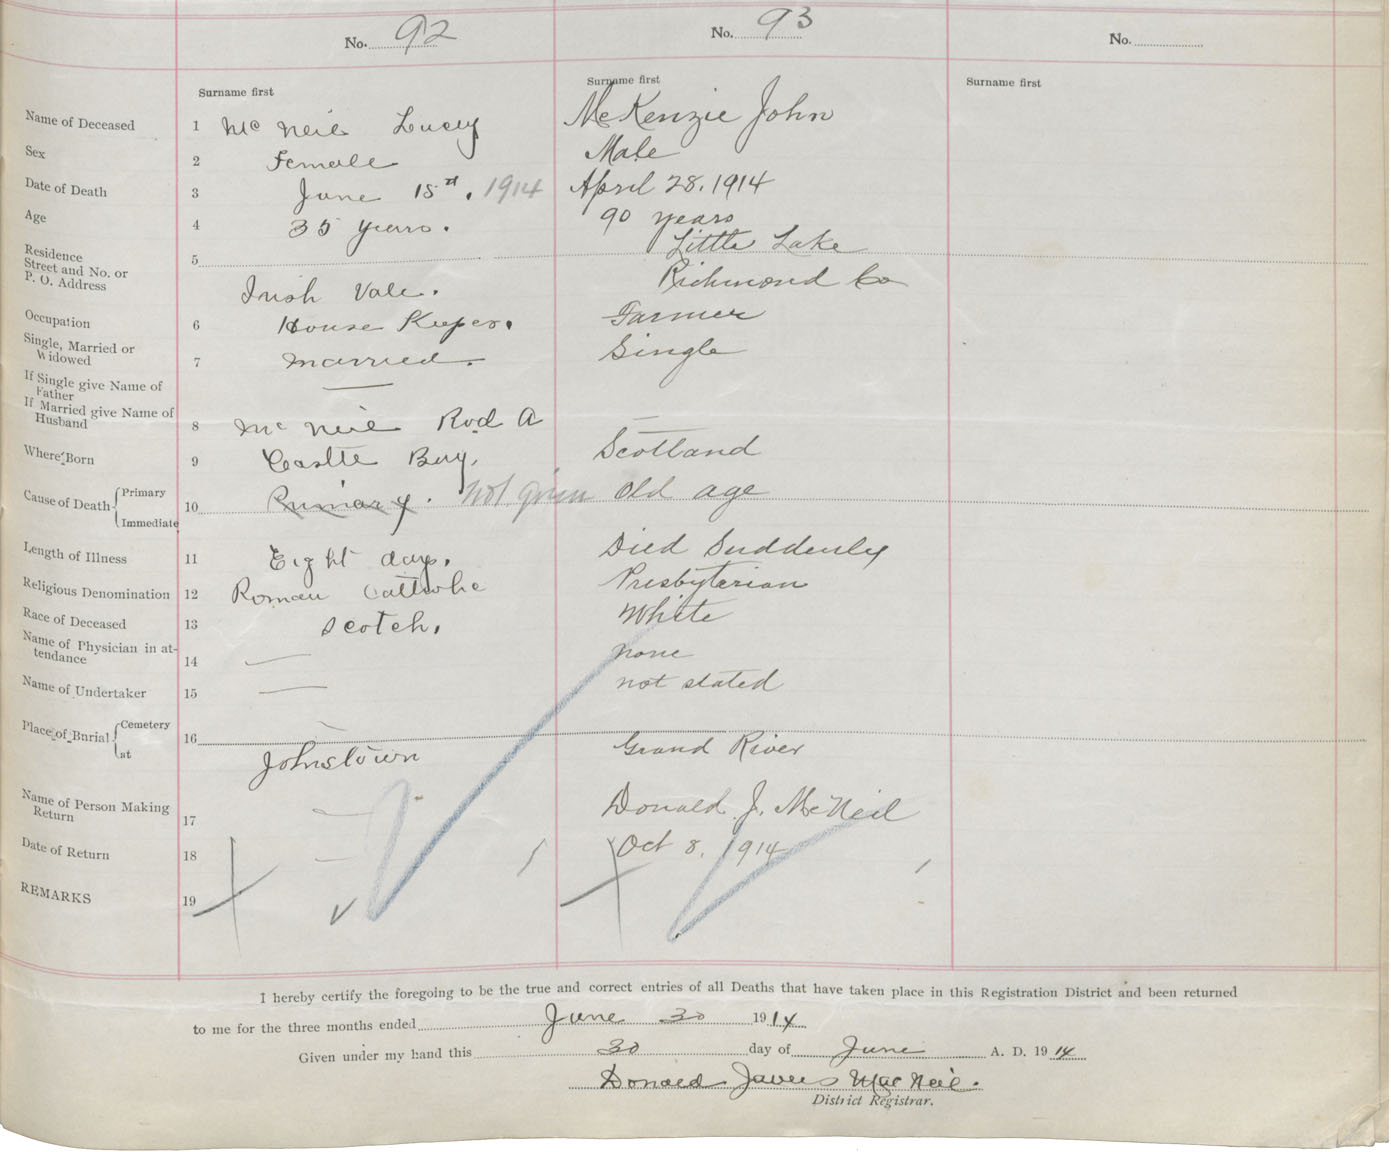 No. 92
No. 93
No.
Surname first
Surname first
Surname first
Name of Deceased 1 Mc Neil Lucy McKenzie John
Sex 2 Female Male
Date of Death 3 June 15th, 1914 April 28. 1914
Age 4 35 years. 90 years
Residence
Street and No. or
P. O. Address
5
Little Lake
Irish Vale. Richmond Co
Occupation 6 House Keeper. Farmer
Single, Married or
Widowed 7 Married. Single
If Single give Name of
Father —
If Married give Name of
Husband 8 Mc Neil Rod A —
Where Born 9 Castle Bay. Scotland
Cause of Death { Primary
Immediate
10 Primary. Not given Old age
Length of Illness 11 Eight days. Died Suddenly
Religious Denomination 12 Roman Catholic Presbyterian
Race of Deceased 13 Scotch. White
Name of Physician in at-
tendance 14 — none
Name of Undertaker 15 — not stated
Place of Burial { Cemetery
at
16 —
Johnstown Grand River
Name of Person Making
Return 17 — Donald J. McNeil
Date of Return 18 — Oct 8, 1914
REMARKS 19
I hereby certify the foregoing to be the true and correct entries of all Deaths that have taken place in this Registration District and been returned
to me for the three months ended June 30 1914
Given under my hand this 30 day of June A. D. 1914
Donald James MacNeil.
District Registrar.